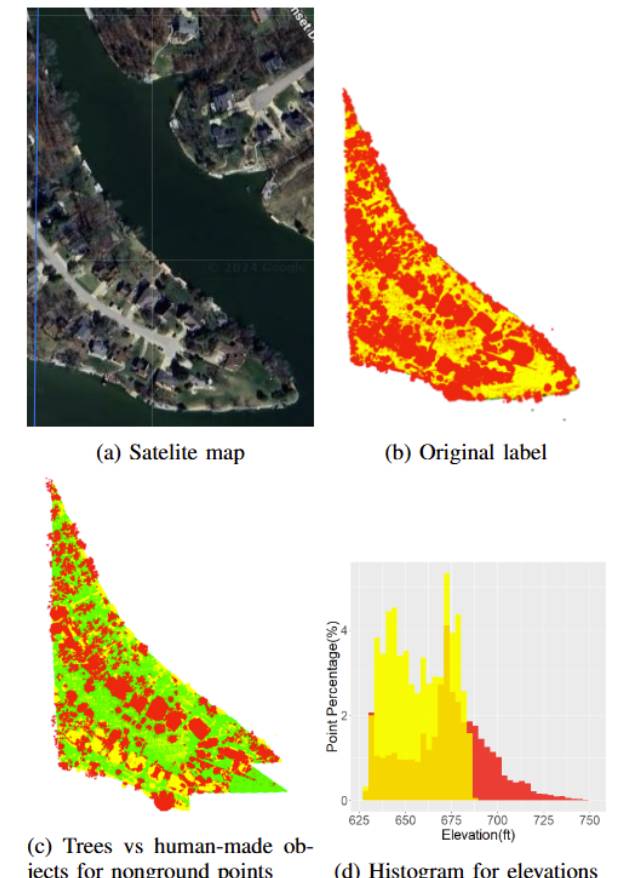 nset D
© 2024 Google
(a) Satelite map
(b) Original label
(c) Trees vs human-made ob-
jects for nonground points
Point Percentage(%)
4
2
0
625 650 675 700 725 750
Elevation(ft)
(d) Histogram for elevations